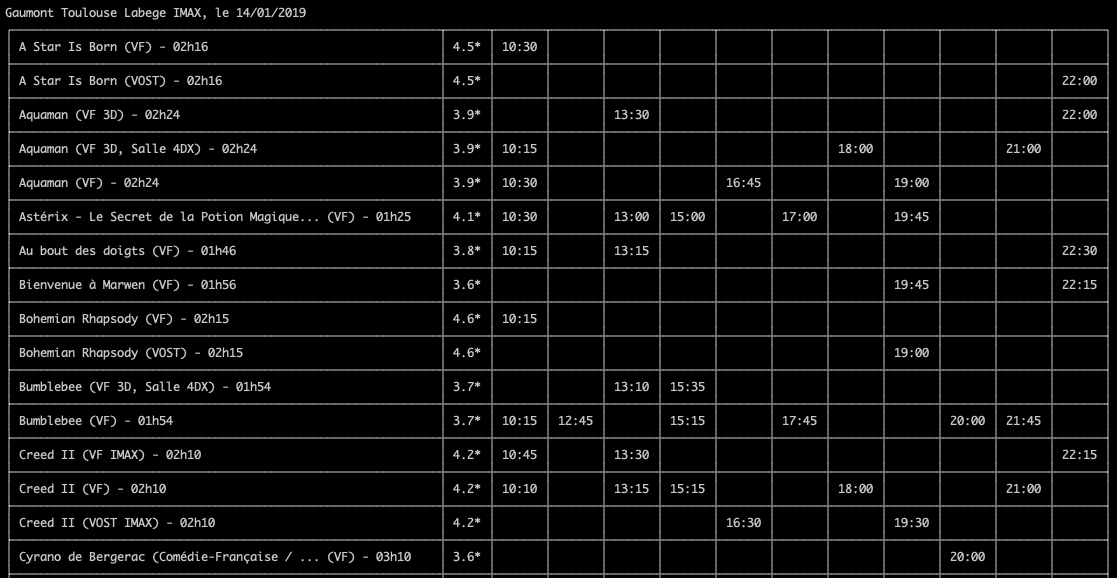 Gaumont Toulouse Labege IMAX, le 14/01/2019
A Star Is Born (VF) - 02h16 4.5* 10:30
A Star Is Born (VOST) - 02h16 4.5* 22:00
Aquaman (VF 3D) - 02h24 3.9* 13:30 22:00
Aquaman (VF 3D, Salle 4DX) - 02h24 3.9* 10:15 18:00 21:00
Aquaman (VF) - 02h24 3.9* 10:30 16:45 19:00
Astérix - Le Secret de la Potion Magique... (VF) - 01h25 4.1* 10:30 13:00 15:00 17:00 19:45
Au bout des doigts (VF) - 01h46 3.8* 10:15 13:15 22:30
Bienvenue à Marwen (VF) - 01h56 3.6* 19:45 22:15
Bohemian Rhapsody (VF) - 02h15 4.6* 10:15
Bohemian Rhapsody (VOST) - 02h15 4.6* 19:00
Bumblebee (VF 3D, Salle 4DX) - 01h54 3.7* 13:10 15:35
Bumblebee (VF) - 01h54 3.7* 10:15 12:45 15:15 17:45 20:00 21:45
Creed II (VF IMAX) - 02h10 4.2* 10:45 13:30 22:15
Creed II (VF) - 02h10 4.2* 10:10 13:15 15:15 18:00 21:00
Creed II (VOST IMAX) - 02h10 4.2* 16:30 19:30
Cyrano de Bergerac (Comédie-Française / ... (VF) - 03h10 3.6* 20:00